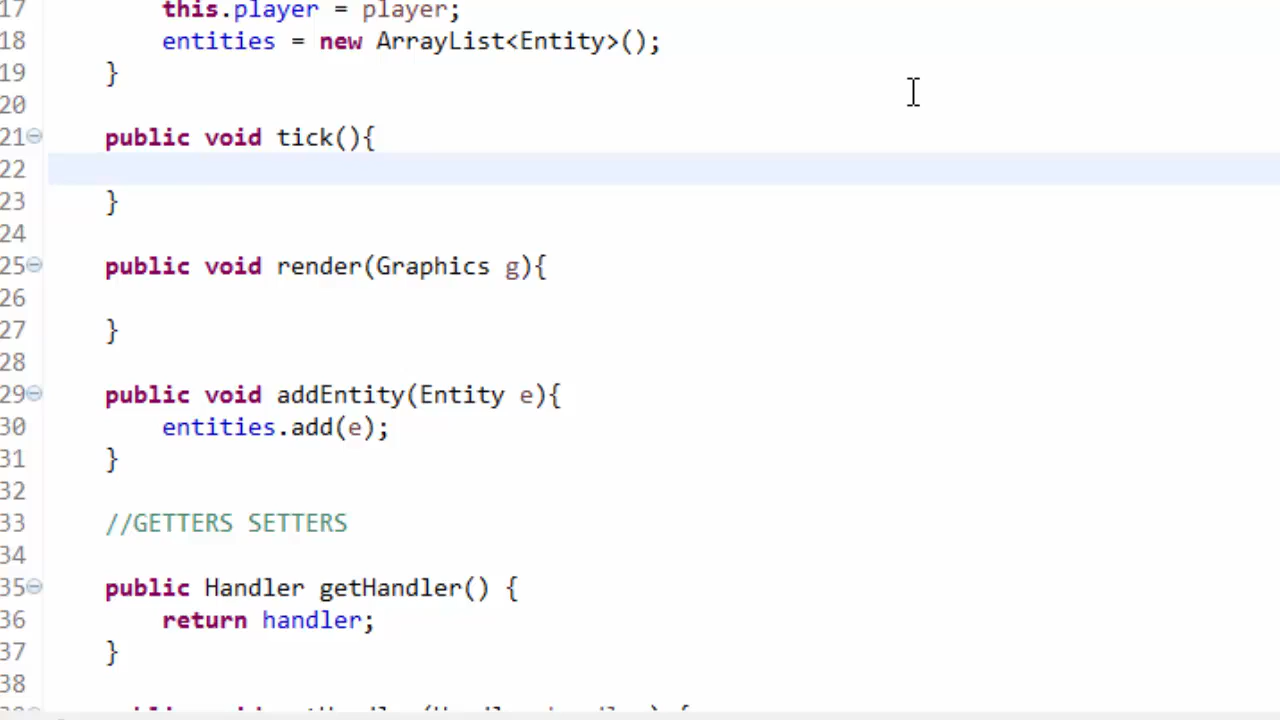 17 this.player = player;
18 entities = new ArrayList<Entity>();
19 }
20
21 public void tick(){
22
23 }
24
25 public void render(Graphics g){
26
27 }
28
29 public void addEntity(Entity e){
30 entities.add(e);
31 }
32
33 //GETTERS SETTERS
34
35 public Handler getHandler() {
36 return handler;
37 }
38